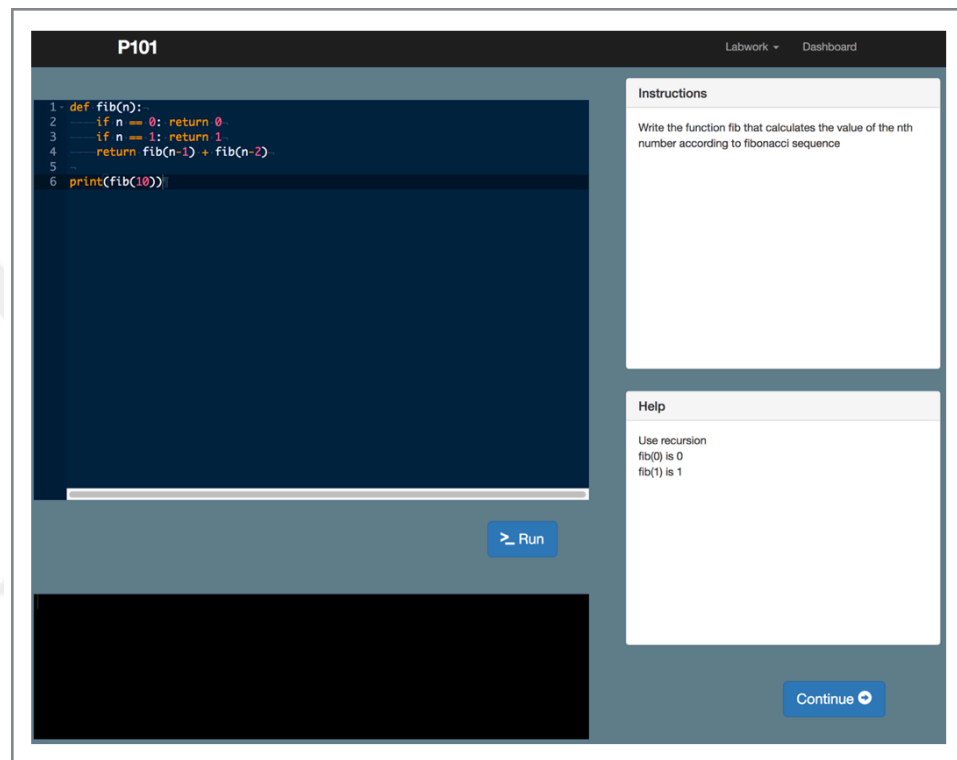 P101
Labwork
Dashboard
1 def fib(n):
2 if n == 0: return 0
3 if n == 1: return 1
4 return fib(n-1) + fib(n-2)
5
6 print(fib(10))
>_ Run
Instructions
Write the function fib that calculates the value of the nth
number according to fibonacci sequence
Help
Use recursion
fib(0) is 0
fib(1) is 1
Continue